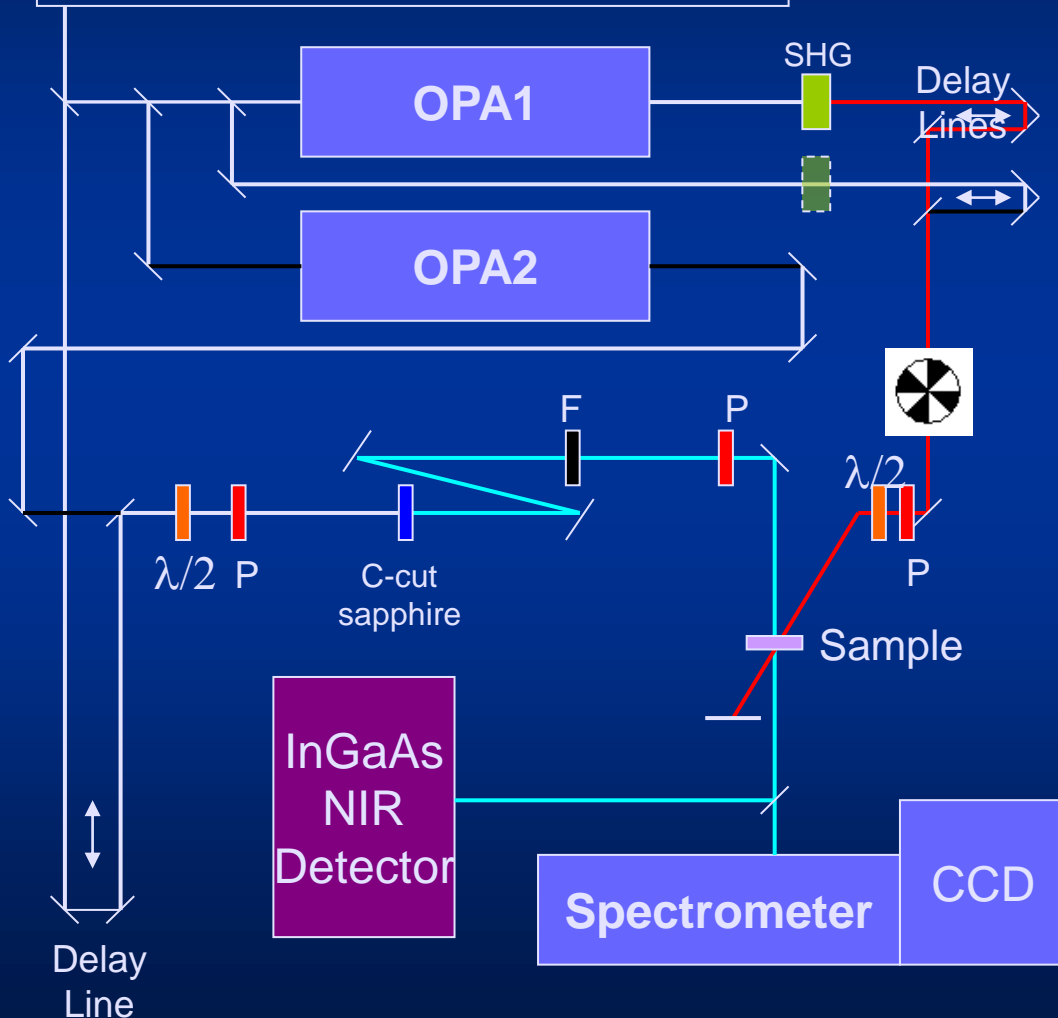 SHG
Delay
Lines
OPA1
OPA2
F
P
λ/2
λ/2
P
C-cut
sapphire
P
Sample
InGaAs
NIR
Detector
Spectrometer
CCD
Delay
Line